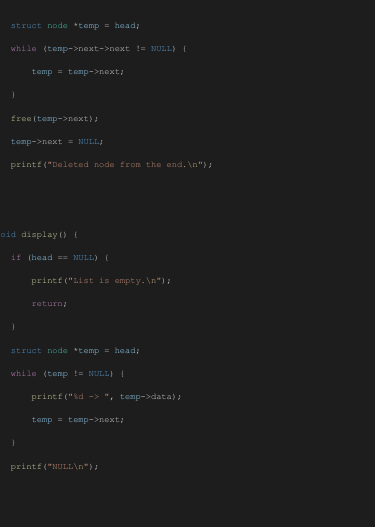 struct node *temp = head;
while (temp->next->next != NULL) {
temp = temp->next;
}
free(temp->next);
temp->next = NULL;
printf("Deleted node from the end.\n");
oid display() {
if (head == NULL) {
printf("List is empty.\n");
return;
}
struct node *temp = head;
while (temp != NULL) {
printf("%d -> ", temp->data);
temp = temp->next;
}
printf("NULL\n");